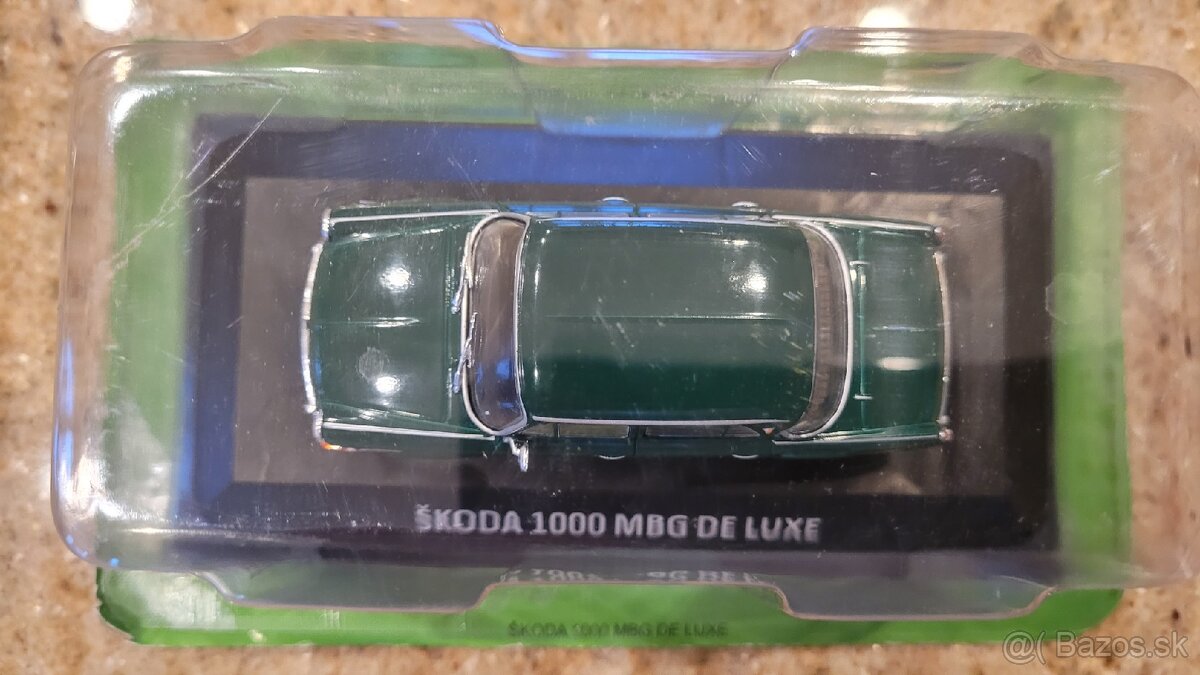 ŠKODA 1000 MBG DE LUXE
ŠKODA 1000 MBG DE LUXE
@( Bazos.sk